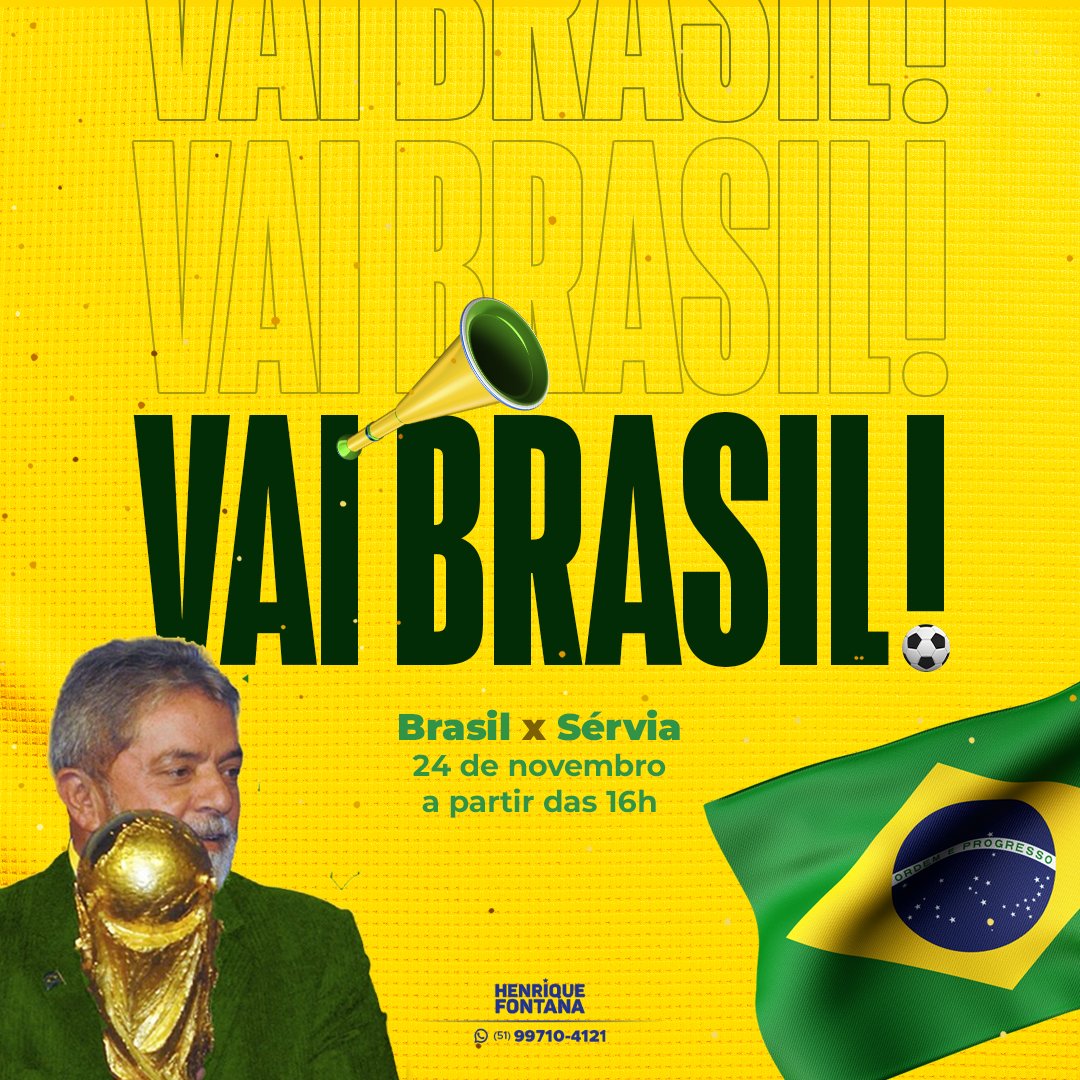 VAI BRASIL!
VAI BRASIL!
VAI BRASIL!
Brasil x Sérvia
24 de novembro
a partir das 16h
ORDEM E PROGRESSO
HENRIQUE
FONTANA
(51) 99710-4121